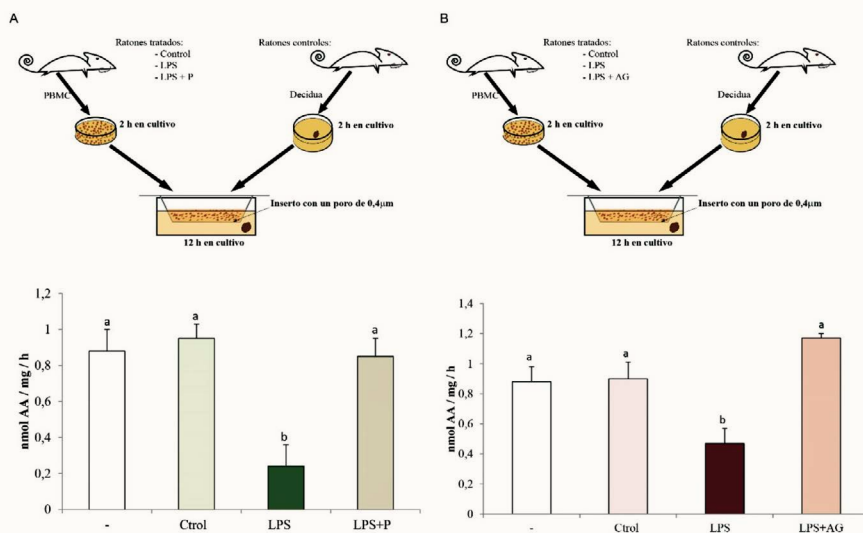 A
Ratones tratados:
- Control
- LPS
- LPS + P
Ratones controles:
PBMC
Decidua
2 h en cultivo
2 h en cultivo
Inserto con un poro de 0,4µm
12 h en cultivo
nmol AA / mg / h
1,2
1
0,8
0,6
0,4
0,2
0
a
a
b
a
-
Ctrol
LPS
LPS+P
B
Ratones tratados:
- Control
- LPS
- LPS + AG
Ratones controles:
PBMC
Decidua
2 h en cultivo
2 h en cultivo
Inserto con un poro de 0,4µm
12 h en cultivo
nmol AA / mg / h
1,4
1,2
1
0,8
0,6
0,4
0,2
0
a
a
b
a
-
Ctrol
LPS
LPS+AG